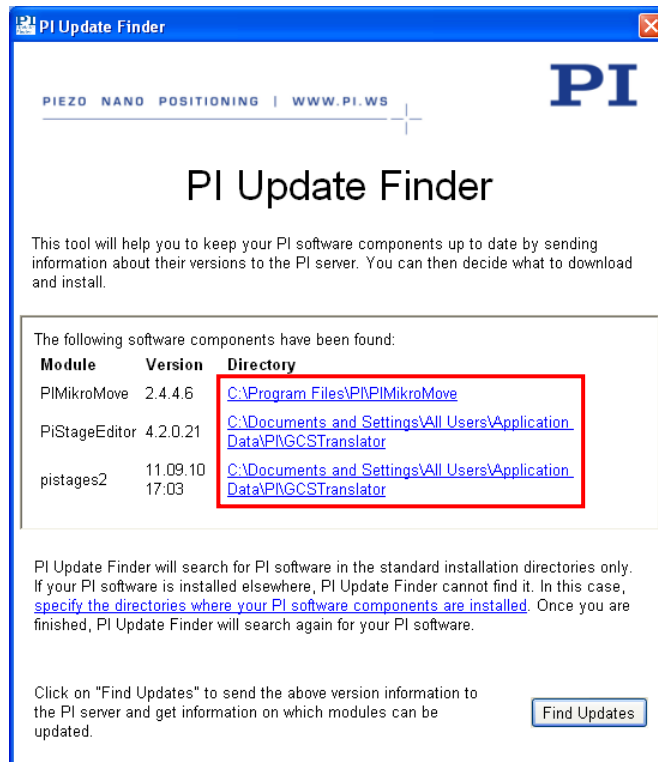 PI Update Finder
PIEZO NANO POSITIONING | WWW.PI.WS
PI
PI Update Finder
This tool will help you to keep your PI software components up to date by sending
information about their versions to the PI server. You can then decide what to download
and install.
The following software components have been found:
Module Version Directory
PIMikroMove 2.4.4.6 C:\Program Files\PI\PIMikroMove
PiStageEditor 4.2.0.21 C:\Documents and Settings\All Users\Application
Data\PI\GCSTranslator
pistages2 11.09.10 17:03 C:\Documents and Settings\All Users\Application
Data\PI\GCSTranslator
PI Update Finder will search for PI software in the standard installation directories only.
If your PI software is installed elsewhere, PI Update Finder cannot find it. In this case,
specify the directories where your PI software components are installed. Once you are
finished, PI Update Finder will search again for your PI software.
Click on "Find Updates" to send the above version information to
the PI server and get information on which modules can be
updated.
Find Updates